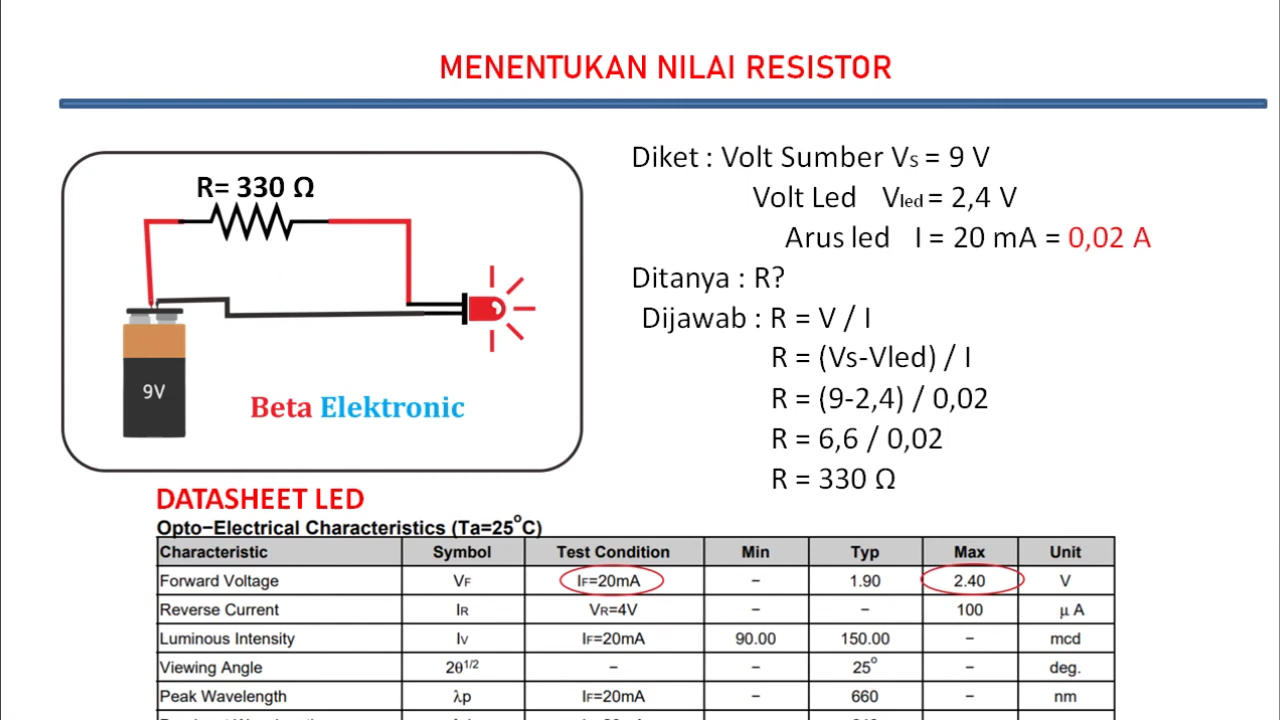 MENENTUKAN NILAI RESISTOR
R= 330 Ω
9V
Beta Elektronic
Diket : Volt Sumber Vs = 9 V
Volt Led Vled = 2,4 V
Arus led I = 20 mA = 0,02 A
Ditanya : R?
Dijawab : R = V / I
R = (Vs-Vled) / I
R = (9-2,4) / 0,02
R = 6,6 / 0,02
R = 330 Ω
DATASHEET LED
Opto−Electrical Characteristics (Ta=25°C)
Characteristic Symbol Test Condition Min Typ Max Unit
Forward Voltage VF IF=20mA − 1.90 2.40 V
Reverse Current IR VR=4V − − 100 μ A
Luminous Intensity IV IF=20mA 90.00 150.00 − mcd
Viewing Angle 2θ1/2 − − 25° − deg.
Peak Wavelength λp IF=20mA − 660 − nm